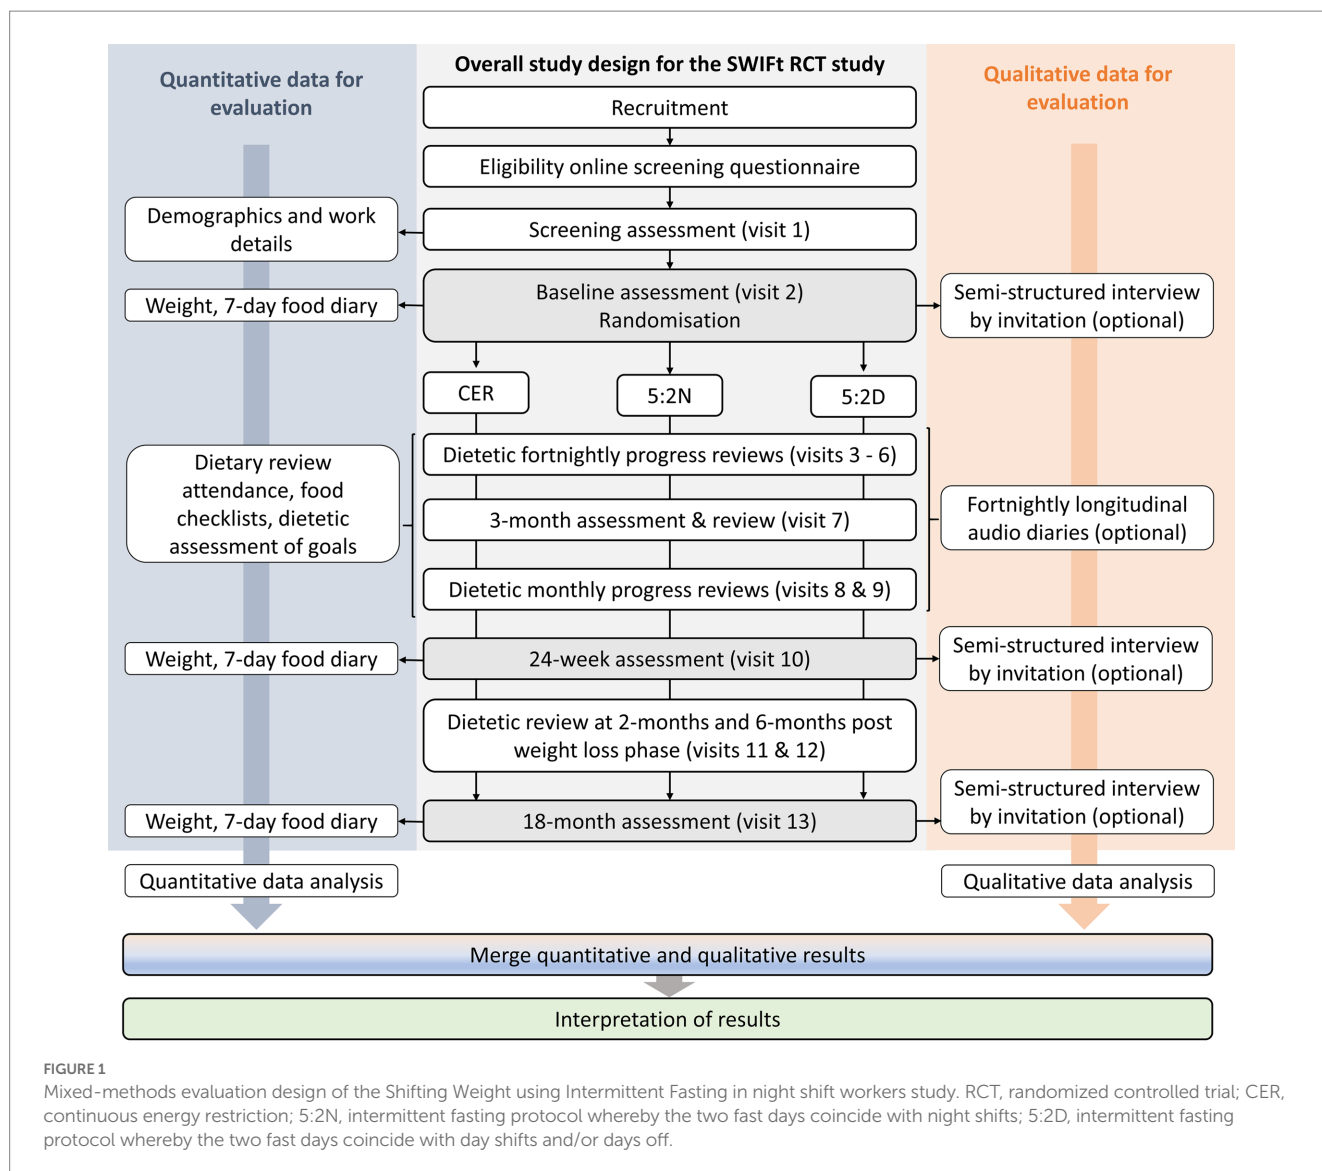 Quantitative data for
evaluation
Overall study design for the SWIFt RCT study
Qualitative data for
evaluation
Recruitment
Eligibility online screening questionnaire
Demographics and work
details
Screening assessment (visit 1)
Weight, 7-day food diary
Baseline assessment (visit 2)
Randomisation
Semi-structured interview
by invitation (optional)
CER
5:2N
5:2D
Dietary review
attendance, food
checklists, dietetic
assessment of goals
Dietetic fortnightly progress reviews (visits 3 - 6)
3-month assessment & review (visit 7)
Dietetic monthly progress reviews (visits 8 & 9)
Fortnightly longitudinal
audio diaries (optional)
Weight, 7-day food diary
24-week assessment (visit 10)
Semi-structured interview
by invitation (optional)
Dietetic review at 2-months and 6-months post
weight loss phase (visits 11 & 12)
Weight, 7-day food diary
18-month assessment (visit 13)
Semi-structured interview
by invitation (optional)
Quantitative data analysis
Qualitative data analysis
Merge quantitative and qualitative results
Interpretation of results
FIGURE 1
Mixed-methods evaluation design of the Shifting Weight using Intermittent Fasting in night shift workers study. RCT, randomized controlled trial; CER,
continuous energy restriction; 5:2N, intermittent fasting protocol whereby the two fast days coincide with night shifts; 5:2D, intermittent fasting
protocol whereby the two fast days coincide with day shifts and/or days off.